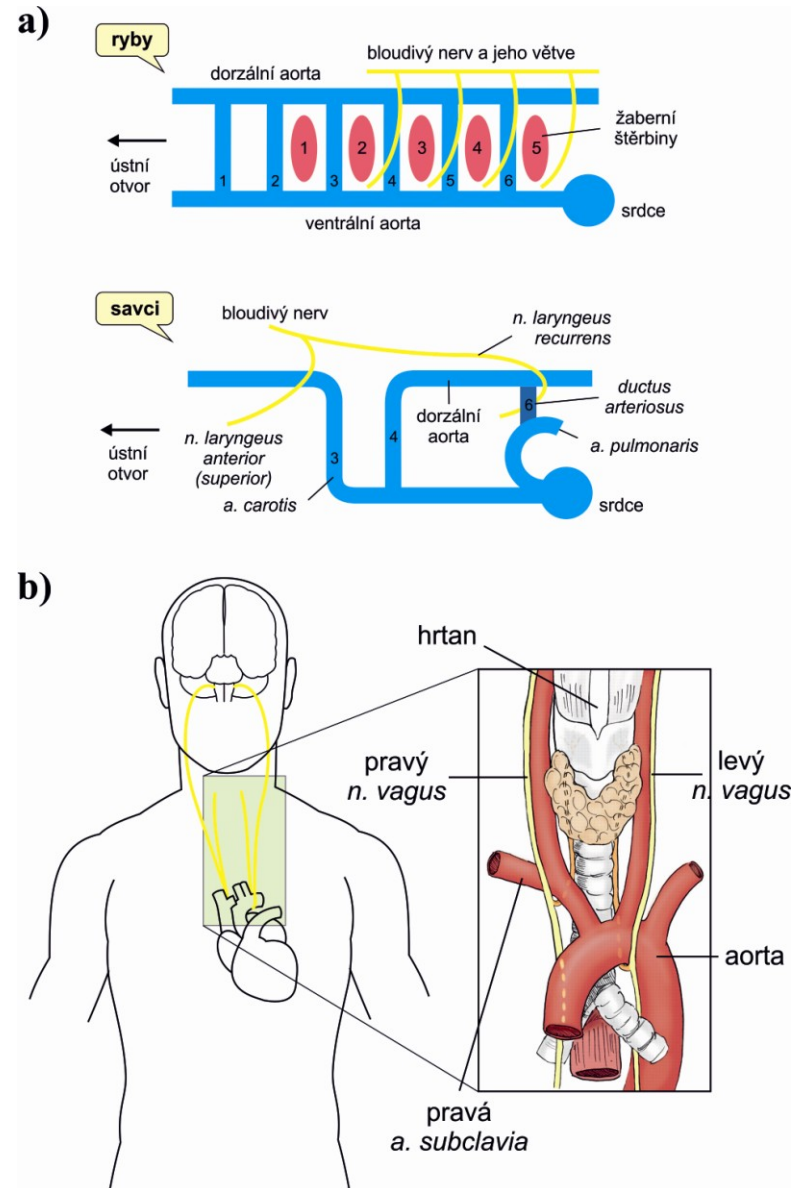 a)
ryby
dorzální aorta
bloudivý nerv a jeho větve
žaberní
štěrbiny
ústní
otvor
1
2
3
4
5
1
2
3
4
5
6
ventrální aorta
srdce
savci
bloudivý nerv
n. laryngeus
recurrens
ductus
arteriosus
a. pulmonaris
dorzální
aorta
ústní
otvor
n. laryngeus
anterior
(superior)
a. carotis
3
4
6
srdce
b)
hrtan
pravý
n. vagus
levý
n. vagus
aorta
pravá
a. subclavia